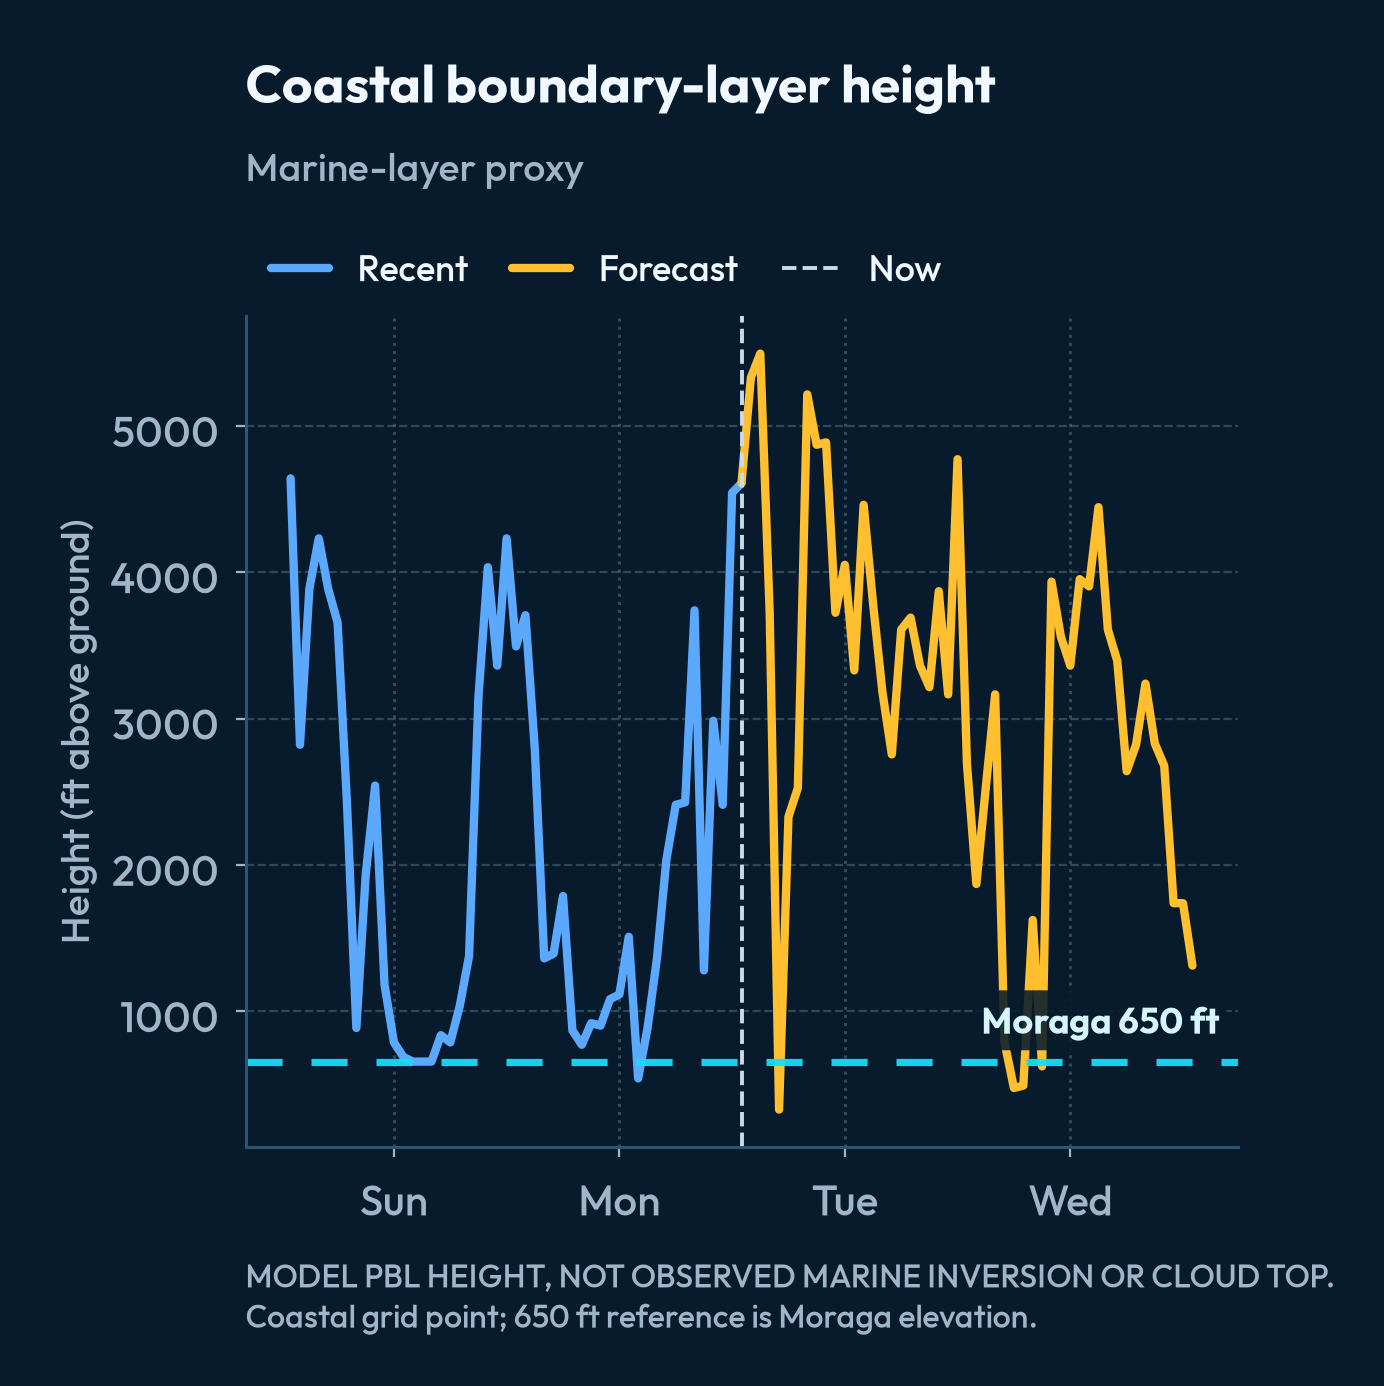 Coastal boundary-layer height
Marine-layer proxy
Recent Forecast Now
Height (ft above ground)
5000
4000
3000
2000
1000
Moraga 650 ft
Sun Mon Tue Wed
MODEL PBL HEIGHT, NOT OBSERVED MARINE INVERSION OR CLOUD TOP.
Coastal grid point; 650 ft reference is Moraga elevation.